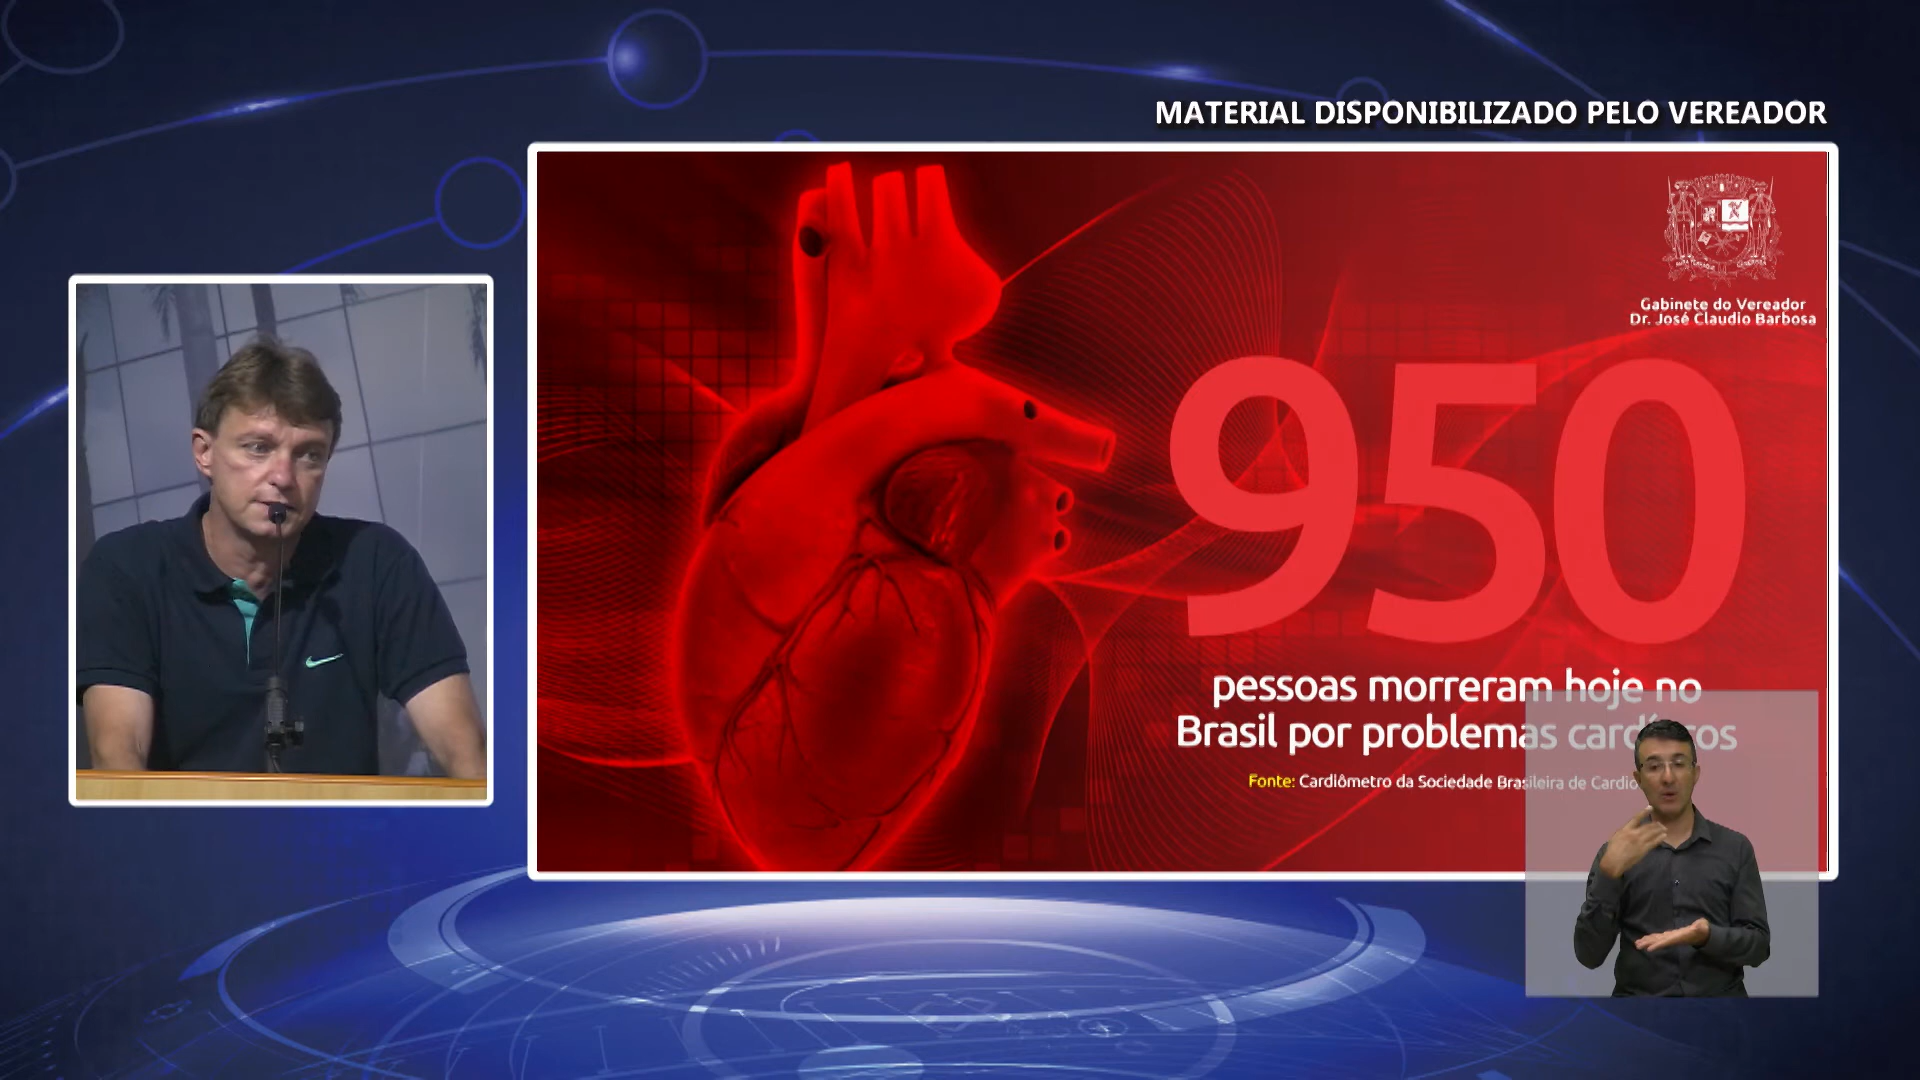 MATERIAL DISPONIBILIZADO PELO VEREADOR
Gabinete do Vereador
Dr. José Claudio Barbosa
950
pessoas morreram hoje no
Brasil por problemas cardíacos
Fonte: Cardiômetro da Sociedade Brasileira de